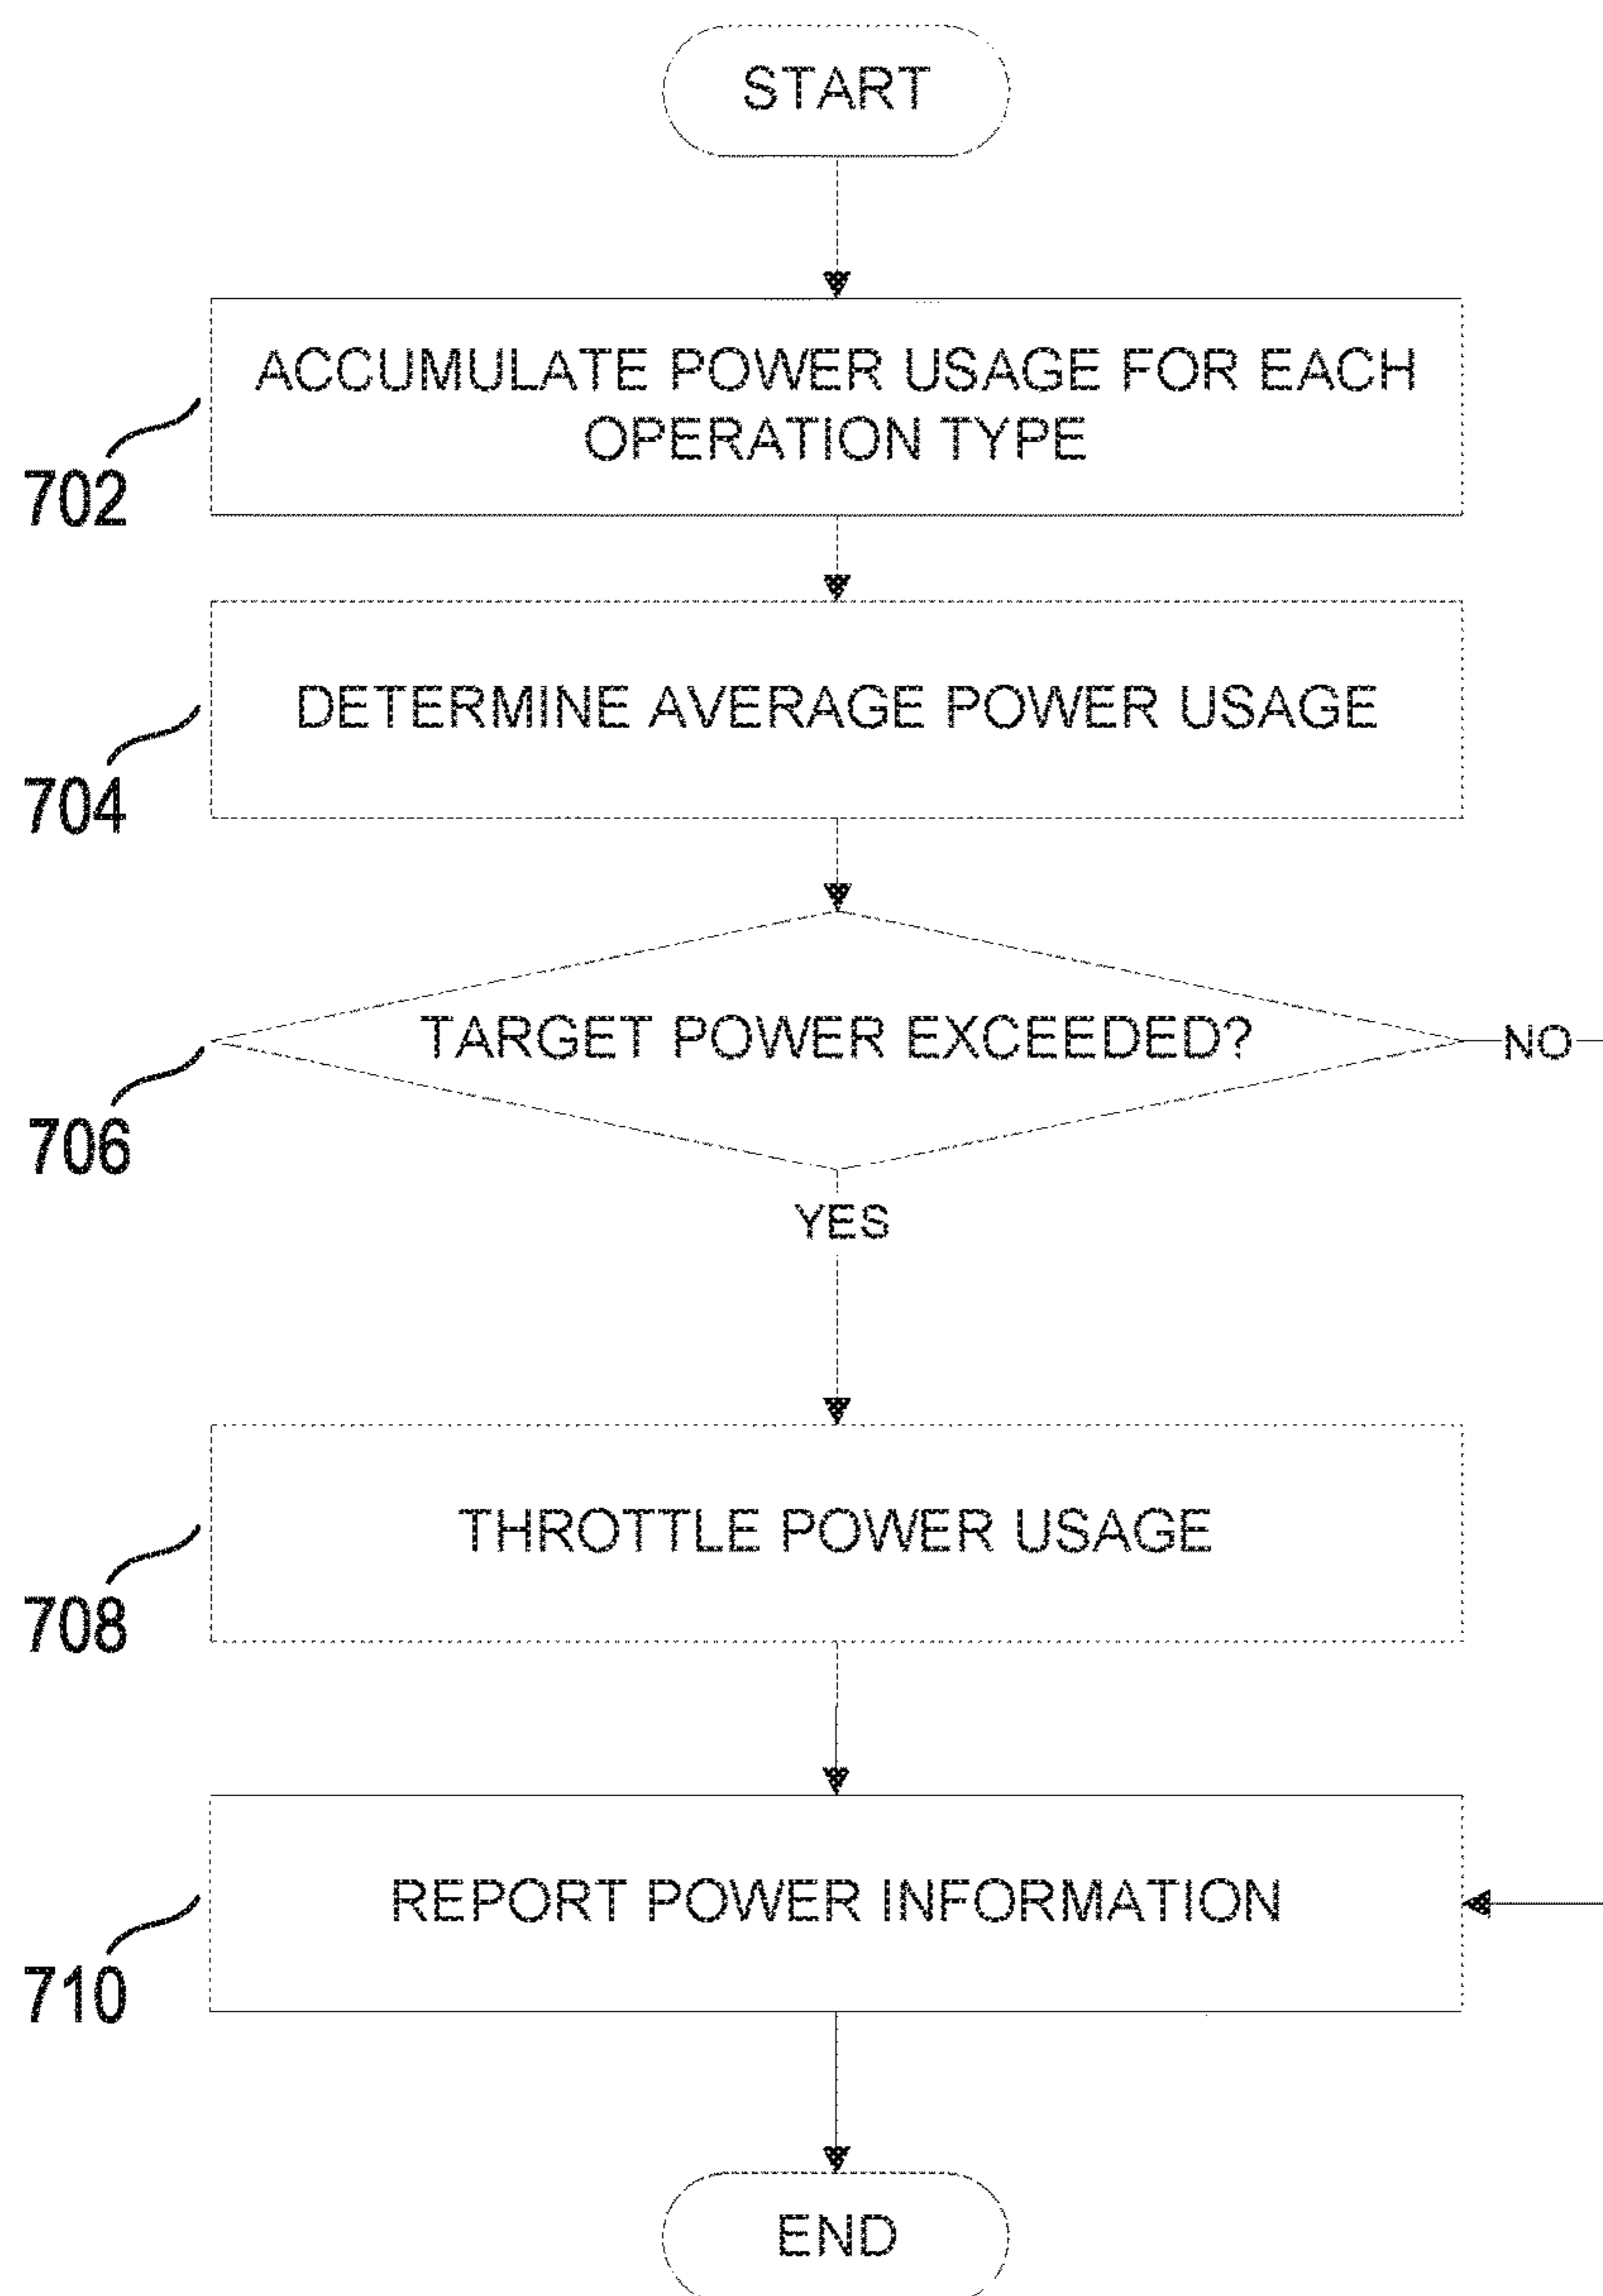 START
ACCUMULATE POWER USAGE FOR EACH
OPERATION TYPE
702
DETERMINE AVERAGE POWER USAGE
704
TARGET POWER EXCEEDED?
NO
706
YES
THROTTLE POWER USAGE
708
REPORT POWER INFORMATION
710
END